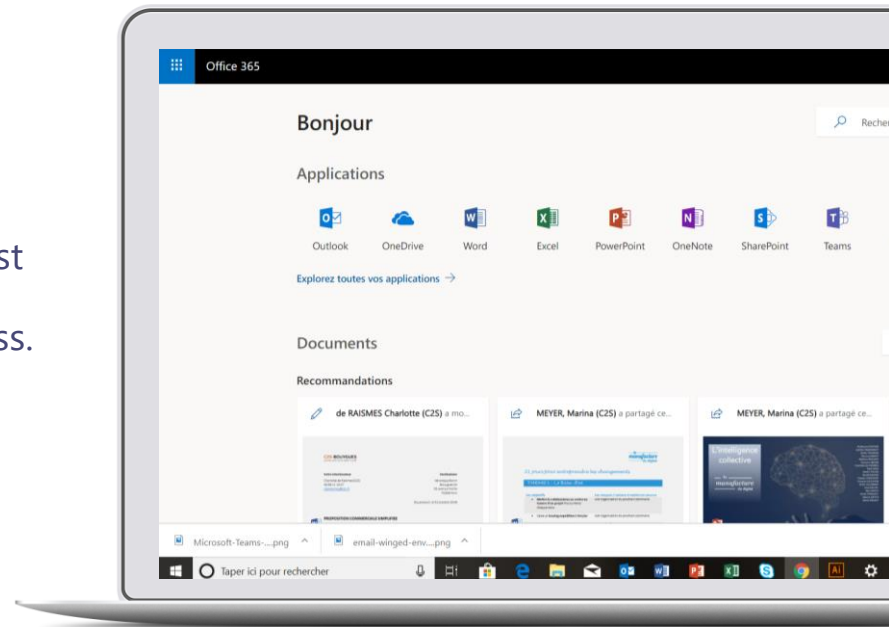 st
ss.
Office 365
Bonjour
Recher
Applications
Outlook OneDrive Word Excel PowerPoint OneNote SharePoint Teams
Explorez toutes vos applications →
Documents
Recommandations
de RAISMES Charlotte (C2S) a mo...
MEYER, Marina (C2S) a partagé ce...
MEYER, Marina (C2S) a partagé ce...
L'intelligence
collective
Microsoft-Teams-....png
email-winged-env....png
Taper ici pour rechercher